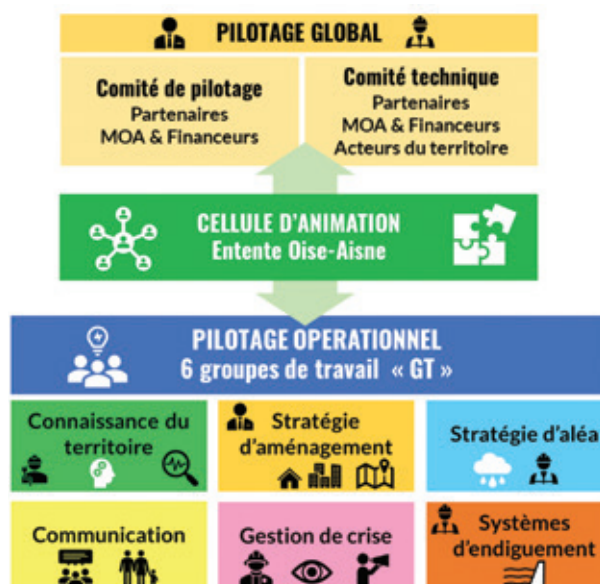 PILOTAGE GLOBAL
Comité de pilotage
Partenaires
MOA & Financeurs
Comité technique
Partenaires
MOA & Financeurs
Acteurs du territoire
CELLULE D'ANIMATION
Entente Oise-Aisne
PILOTAGE OPERATIONNEL
6 groupes de travail « GT »
Connaissance du
territoire
Stratégie
d'aménagement
Stratégie d'aléa
Communication
Gestion de crise
Systèmes
d'endiguement